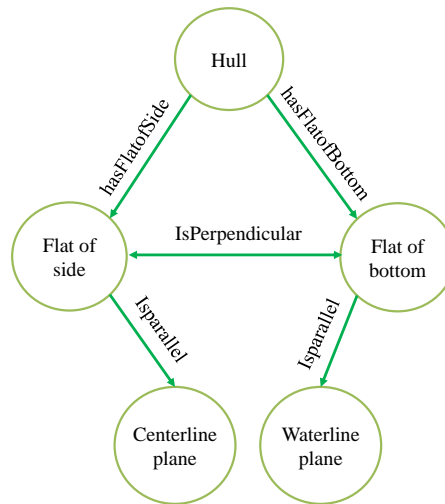 Hull
hasFlatofSide
hasFlatofBottom
IsPerpendicular
Flat of
side
Flat of
bottom
Isparallel
Isparallel
Centerline
plane
Waterline
plane